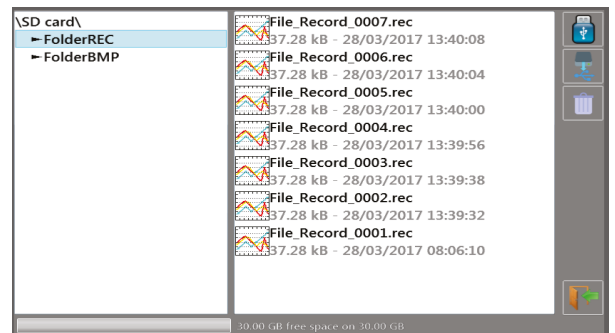 \SD card\
FolderREC
FolderBMP
File_Record_0007.rec
37.28 kB - 28/03/2017 13:40:08
File_Record_0006.rec
37.28 kB - 28/03/2017 13:40:04
File_Record_0005.rec
37.28 kB - 28/03/2017 13:40:00
File_Record_0004.rec
37.28 kB - 28/03/2017 13:39:56
File_Record_0003.rec
37.28 kB - 28/03/2017 13:39:38
File_Record_0002.rec
37.28 kB - 28/03/2017 13:39:32
File_Record_0001.rec
37.28 kB - 28/03/2017 08:06:10
30.00 GB free space on 30.00 GB